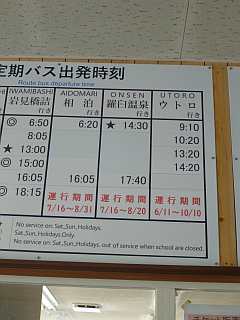 定期バス出発時刻
Route bus departure time
IWAMIBASHI AIDOMARI ONSEN UTORO
岩見橋詰 相泊 羅臼温泉 ウトロ
行き 行き 行き 行き
◎ 6:50 6:20 ★ 14:30 9:10
8:05 10:20
★ 13:00 13:20
◎ 15:00 14:20
16:05 16:05 17:40
◎ 18:15 運行期間 運行期間 運行期間
7/16～8/31 7/16～8/20 6/11～10/10
No service on: Sat,Sun,Holidays.
Sat,Sun,Holidays.Only.
No service on: Sat,Sun,Holidays, out of service when school are closed.